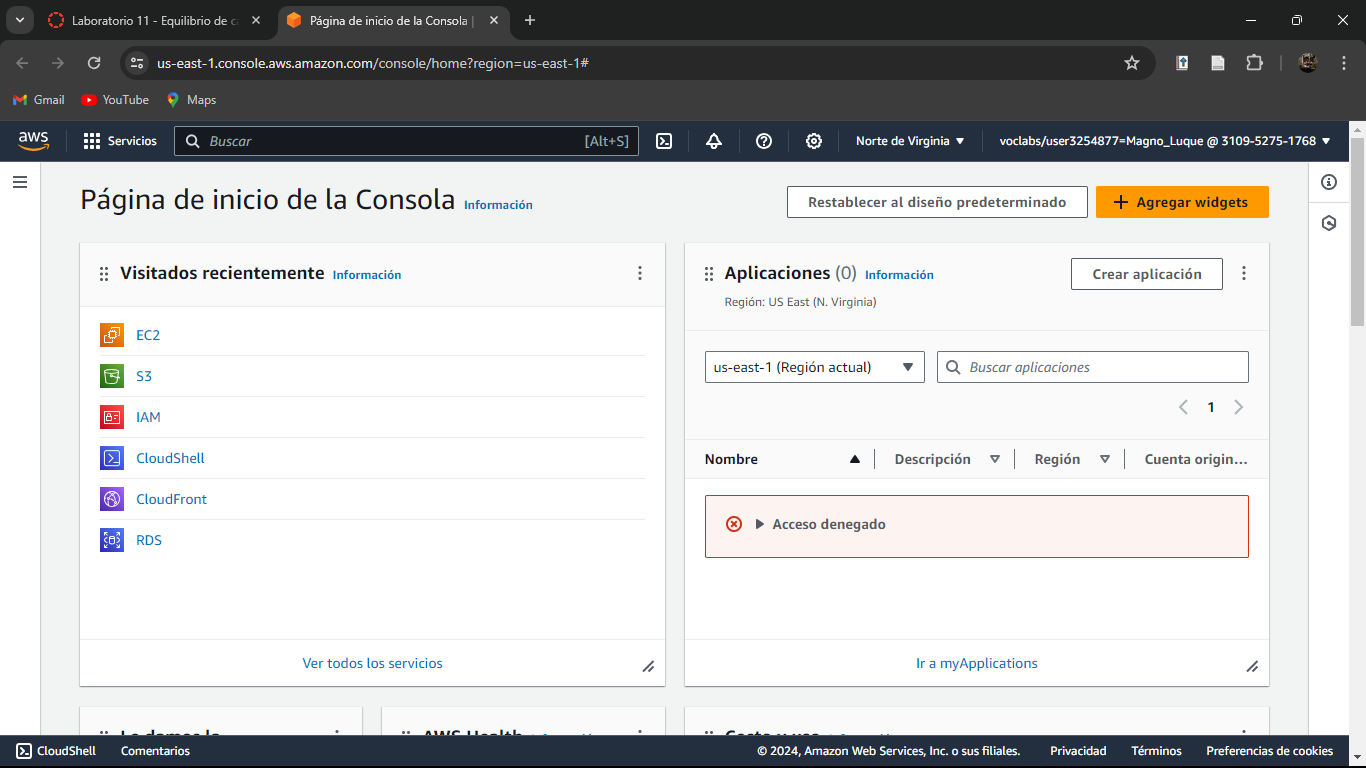 Laboratorio 11 - Equilibrio de c
Página de inicio de la Consola |
us-east-1.console.aws.amazon.com/console/home?region=us-east-1#
Gmail YouTube Maps
aws Servicios Buscar [Alt+S] Norte de Virginia voclabs/user3254877=Magno_Luque @ 3109-5275-1768
Página de inicio de la Consola Información
Restablecer al diseño predeterminado
Agregar widgets
Visitados recientemente Información
EC2
S3
IAM
CloudShell
CloudFront
RDS
Ver todos los servicios
Aplicaciones (0) Información
Región: US East (N. Virginia)
Crear aplicación
us-east-1 (Región actual)
Buscar aplicaciones
1
Nombre Descripción Región Cuenta origin...
Acceso denegado
Ir a myApplications
AWS Health
CloudShell Comentarios © 2024, Amazon Web Services, Inc. o sus filiales. Privacidad Términos Preferencias de cookies